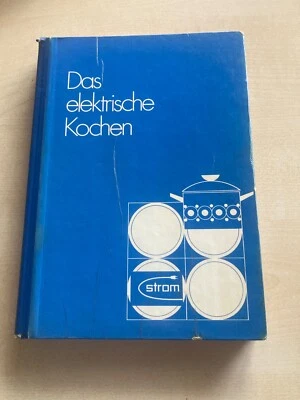 Das
elektrische
Kochen
strom